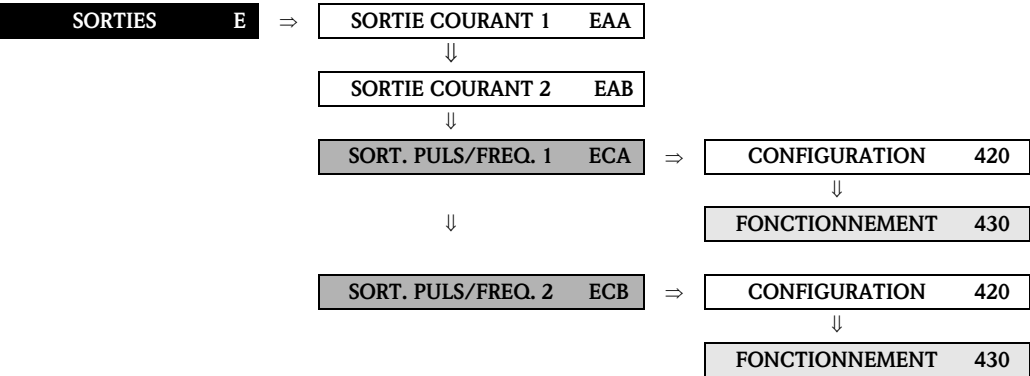 SORTIES E ⇒ SORTIE COURANT 1 EAA
⇓
SORTIE COURANT 2 EAB
⇓
SORT. PULS/FREQ. 1 ECA ⇒ CONFIGURATION 420
⇓
⇓ FONCTIONNEMENT 430
SORT. PULS/FREQ. 2 ECB ⇒ CONFIGURATION 420
⇓
FONCTIONNEMENT 430